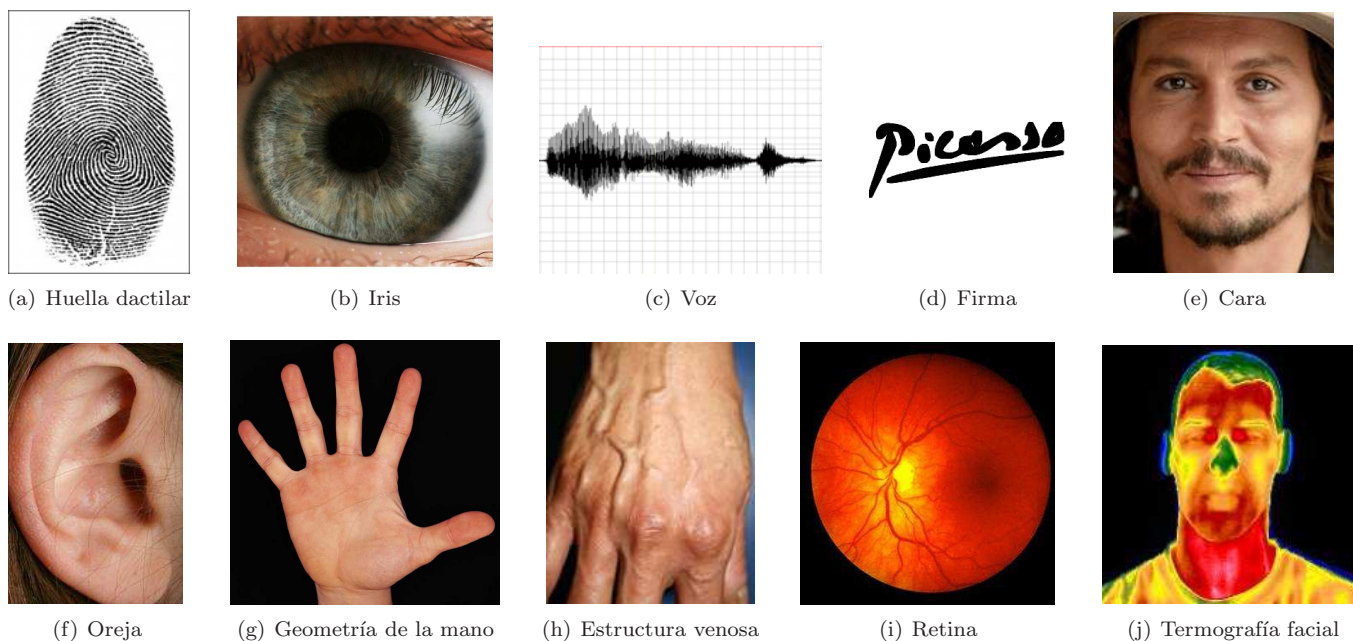 Picasso
(a) Huella dactilar
(b) Iris
(c) Voz
(d) Firma
(e) Cara
(f) Oreja
(g) Geometría de la mano
(h) Estructura venosa
(i) Retina
(j) Termografía facial